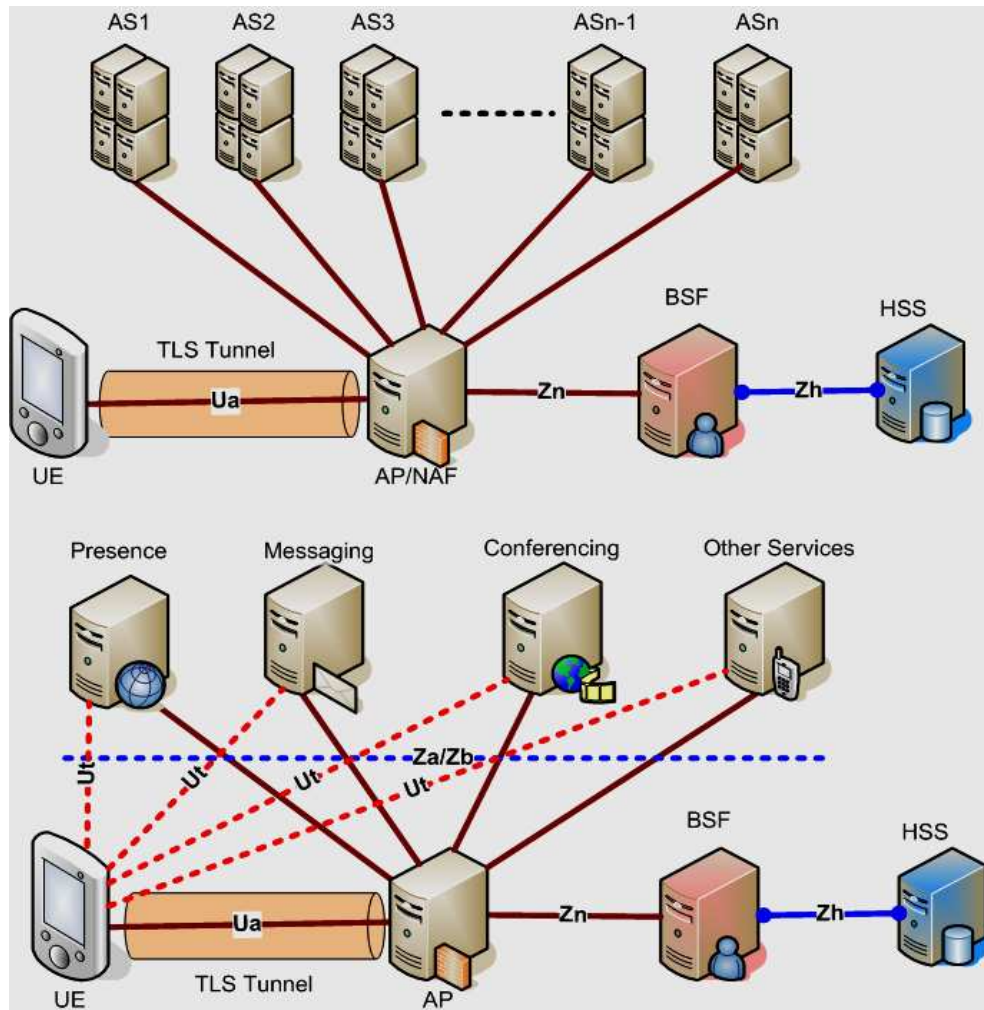 AS1 AS2 AS3 ASn-1 ASn
BSF
HSS
TLS Tunnel
Ua Zn Zh
UE AP/NAF
Presence Messaging Conferencing Other Services
Za/Zb
Ut Ut Ut Ut
BSF
HSS
Ua Zn Zh
TLS Tunnel
UE AP